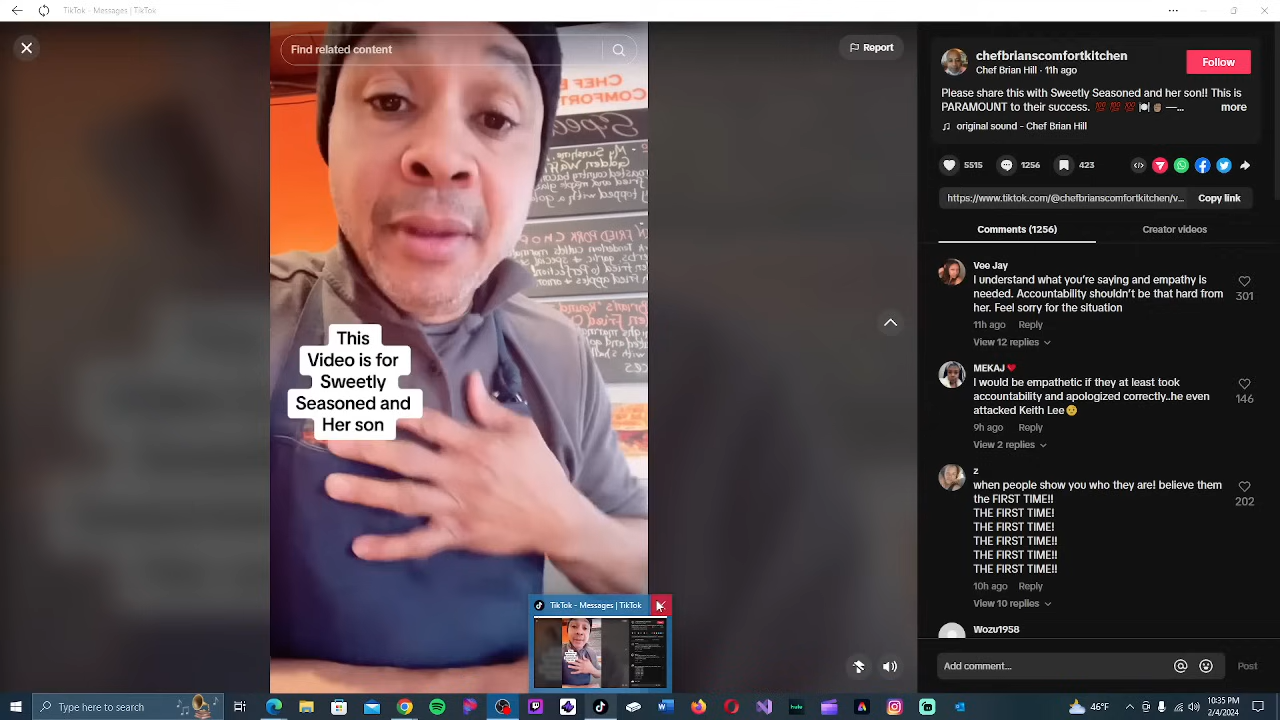 TikTok - Messages | TikTok
Find related content
Report
This
Video is for
Sweetly
Seasoned and
Her son
chefbrianscomfortkitchen
Chef Brian Hill · 11h ago
Follow
Please share this with Sweetly Seasoned and her son!! This is
PARAMOUNT to their success. 💯 💯 💯 🍽️ ✊🏽 —... more
♫ original sound - Chef Brian Hill
5515
1256
423
https://www.tiktok.com/@chefbrianscomfortkitchen/v...
Copy link
Comments (1256)
Creator videos
Vee Jay
I understand what you're saying and empathy is
needed. Accountability shouldn't be that hard from
her. Feel sorry for the situation
301
11h ago Reply
View 12 replies
MEKAJ❤️
I would be empathetic if they at least took
accountability and apologized correctly..he even
attacked Keith Lee
146
9h ago Reply
View 2 replies
z
when people show you who they are! believe them
the FIRST TIME!!
THE FIRST TIME!
THE FIRST TIME!!
THE FIRST TIME!!
THE FIRST TIME!!
THE FIRST TIME!!
202
10h ago Reply
View 10 replies
Wayout1998
Add comment...
Post
CHEF B
COMFORT
Special
TikTok - Messages | TikTok
Type here to search
hulu
36°F
10:35 PM
2/4/2024